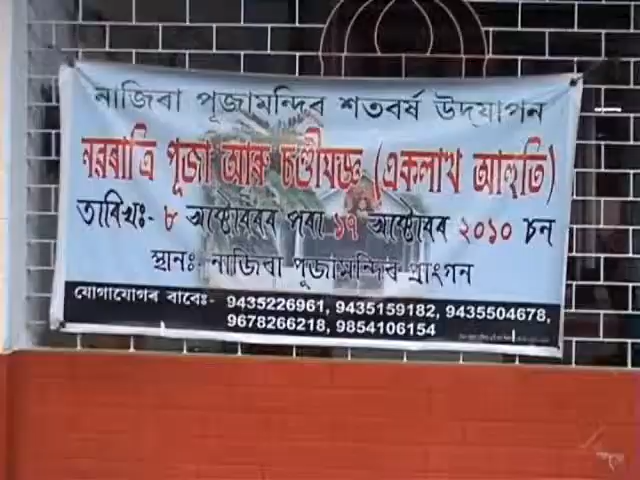 নাজিৰা পূজামন্দিৰ শতবৰ্ষ উদযাপন
নৱৰাত্ৰি পূজা আৰু চণ্ডীযজ্ঞ (একলাখ আহুতি)
তাৰিখঃ- ৮ অক্টোবৰৰ পৰা ১৭ অক্টোবৰ ২০১০ চন
স্থানঃ নাজিৰা পূজামন্দিৰ প্ৰাংগন
যোগাযোগৰ বাবেঃ- 9435226961, 9435159182, 9435504678,
9678266218, 9854106154